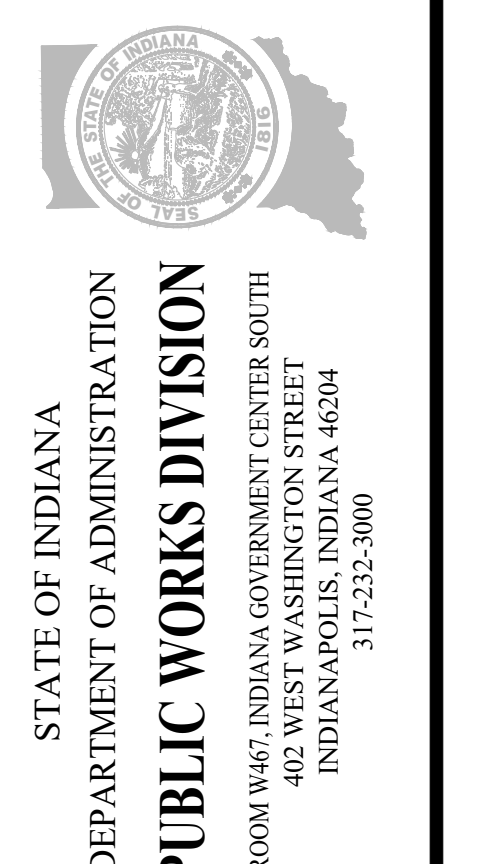 SEAL OF THE STATE OF INDIANA
1816
STATE OF INDIANA
DEPARTMENT OF ADMINISTRATION
PUBLIC WORKS DIVISION
ROOM W467, INDIANA GOVERNMENT CENTER SOUTH
402 WEST WASHINGTON STREET
INDIANAPOLIS, INDIANA 46204
317-232-3000